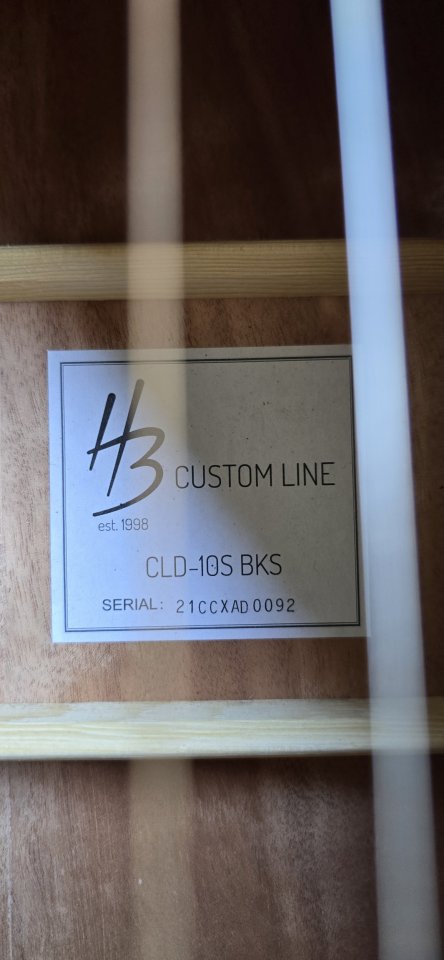 HB CUSTOM LINE
est. 1998
CLD-10S BKS
SERIAL: 21CCXAD0092